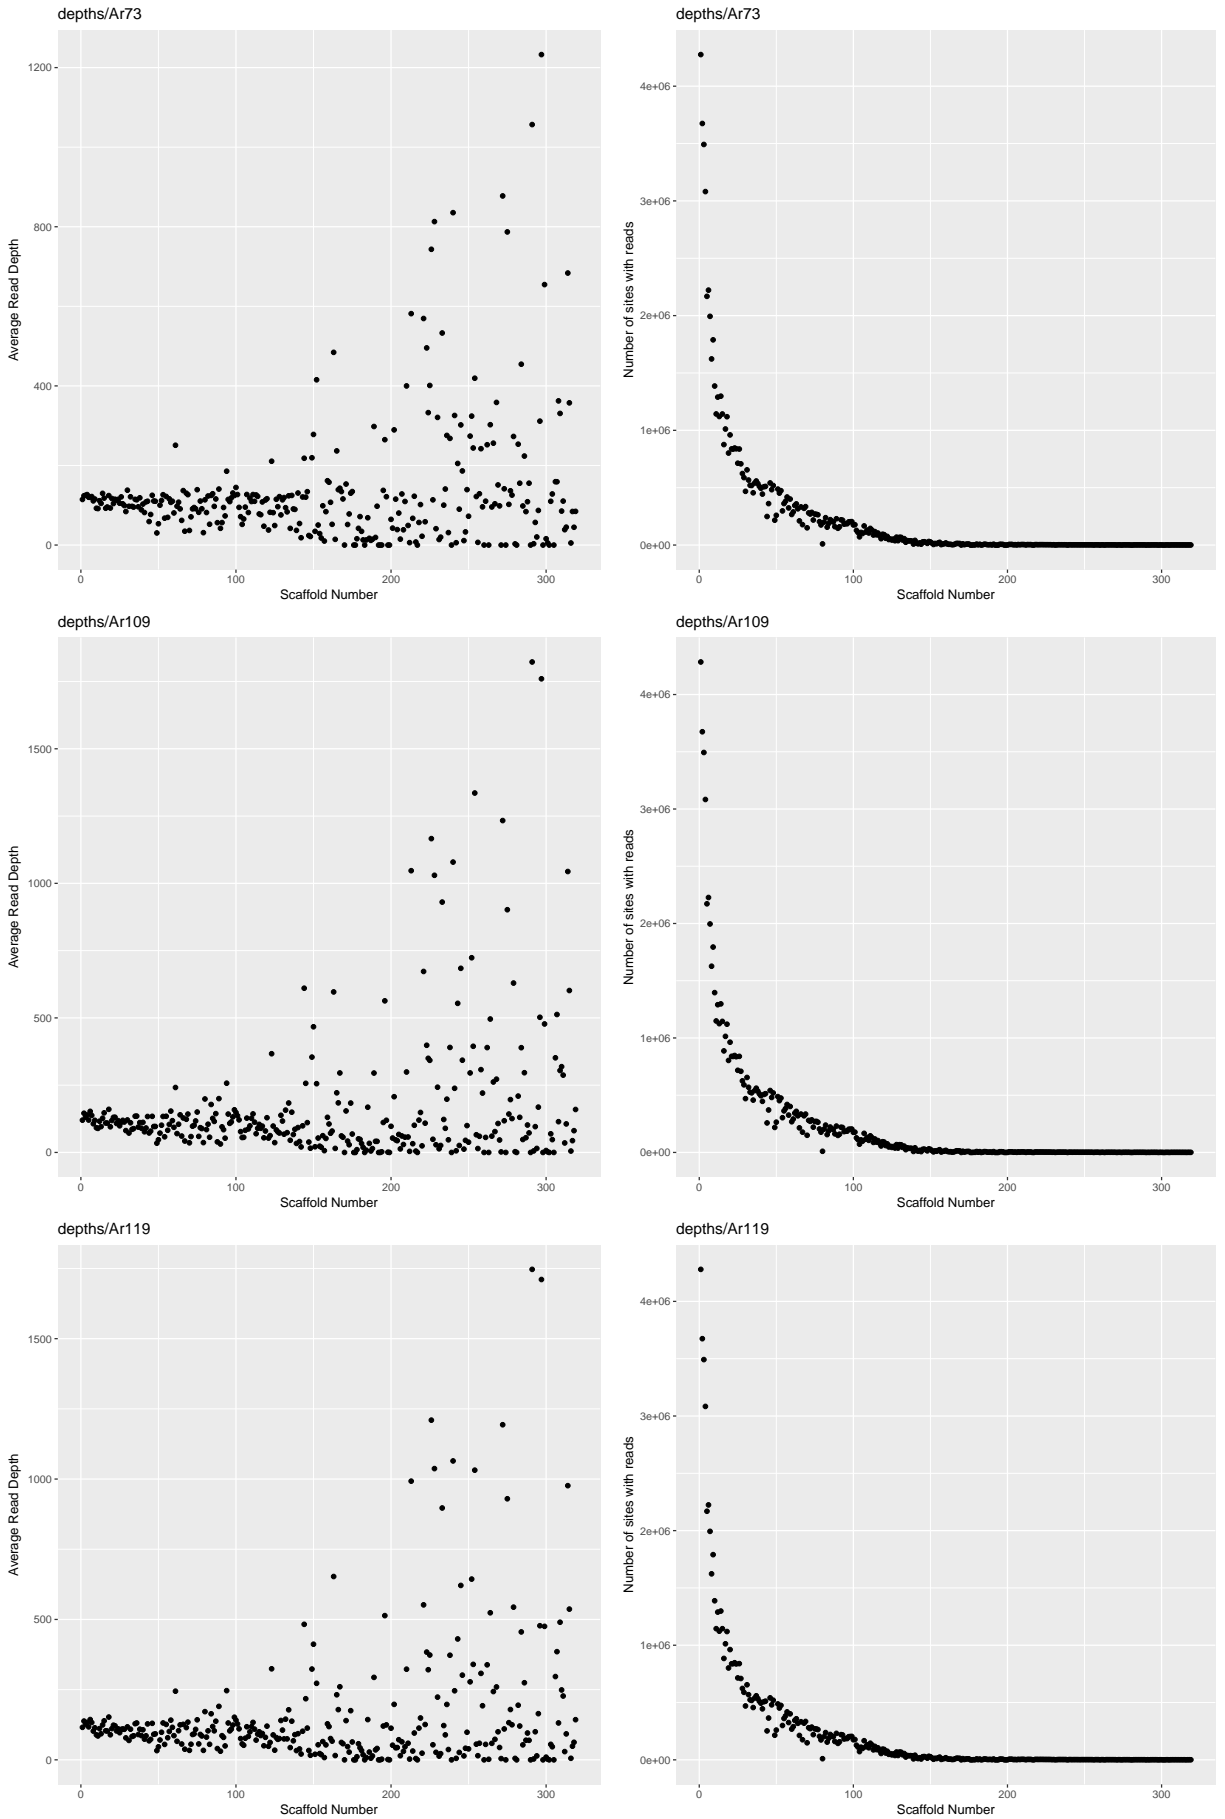 depths/Ar73
1200
800
400
0
Average Read Depth
0 100 200 300
Scaffold Number
depths/Ar73
4e+06
3e+06
2e+06
1e+06
0e+00
Number of sites with reads
0 100 200 300
Scaffold Number
depths/Ar109
1500
1000
500
0
Average Read Depth
0 100 200 300
Scaffold Number
depths/Ar109
4e+06
3e+06
2e+06
1e+06
0e+00
Number of sites with reads
0 100 200 300
Scaffold Number
depths/Ar119
1500
1000
500
0
Average Read Depth
0 100 200 300
Scaffold Number
depths/Ar119
4e+06
3e+06
2e+06
1e+06
0e+00
Number of sites with reads
0 100 200 300
Scaffold Number